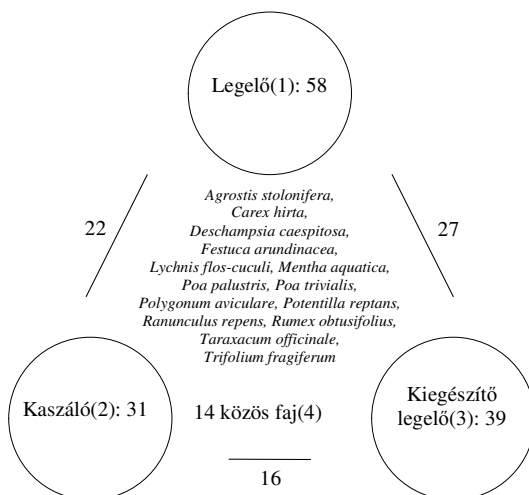 Legelő(1): 58
Agrostis stolonifera,
Carex hirta,
Deschampsia caespitosa,
Festuca arundinacea,
Lychnis flos-cuculi, Mentha aquatica,
Poa palustris, Poa trivialis,
Polygonum aviculare, Potentilla reptans,
Ranunculus repens, Rumex obtusifolius,
Taraxacum officinale,
Trifolium fragiferum
22
27
Kaszáló(2): 31
14 közös faj(4)
Kiegészítő
legelő(3): 39
16